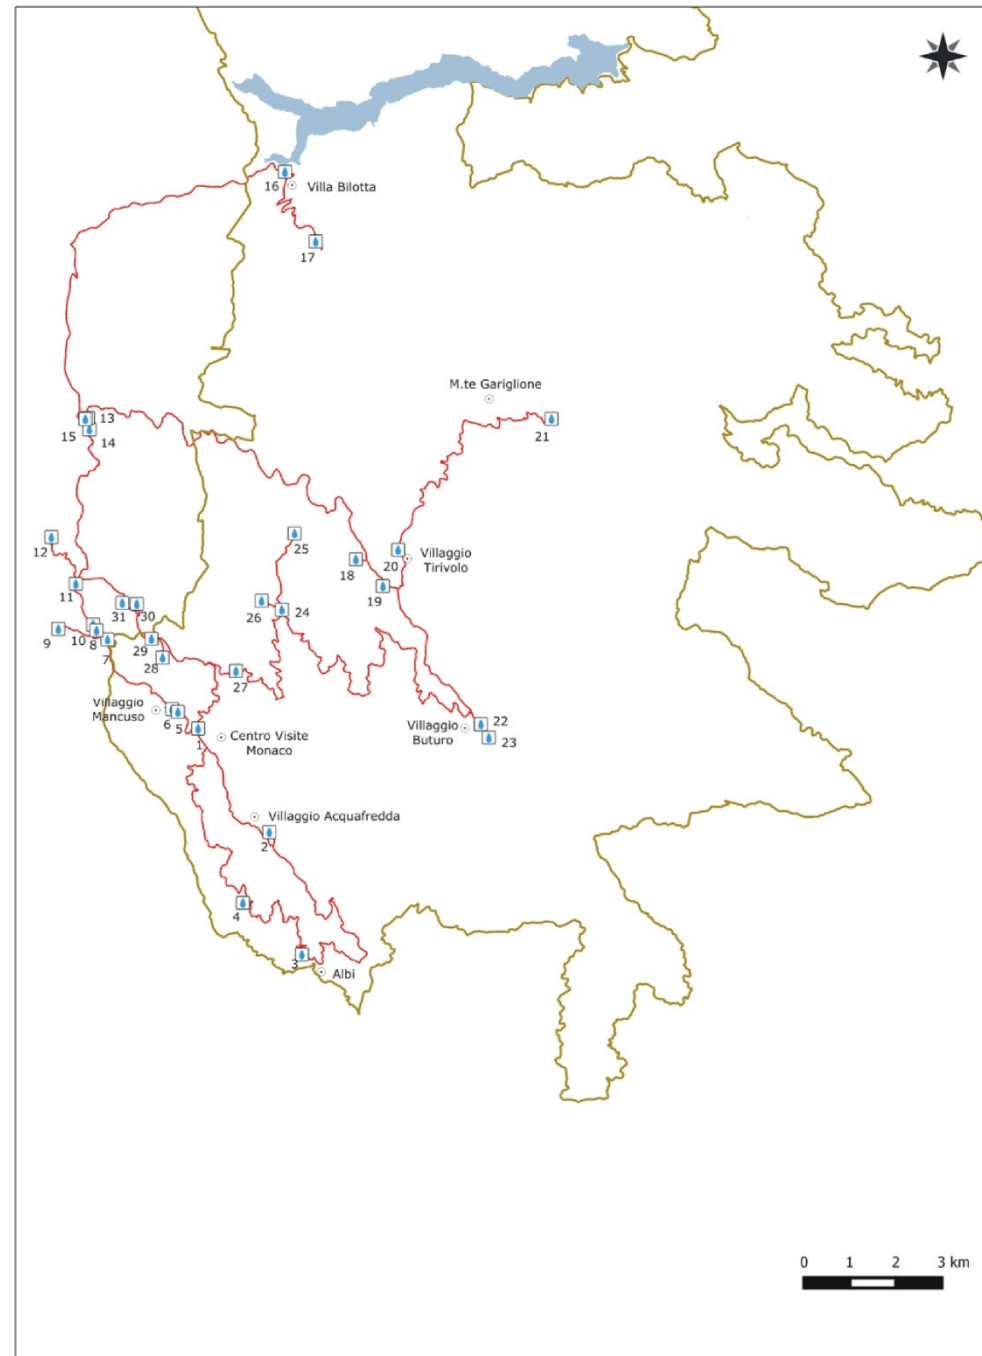 16
Villa Bilotta
17
M.te Gariglione
13
15
14
21
12
25
18
20
Villaggio
Tirivolo
11
19
31
30
26
24
9
10
8
7
29
28
27
Villaggio
Mancuso
6
5
1
Centro Visite
Monaco
Villaggio
Buturo
22
23
Villaggio Acquafredda
2
4
3
Albi
0 1 2 3 km